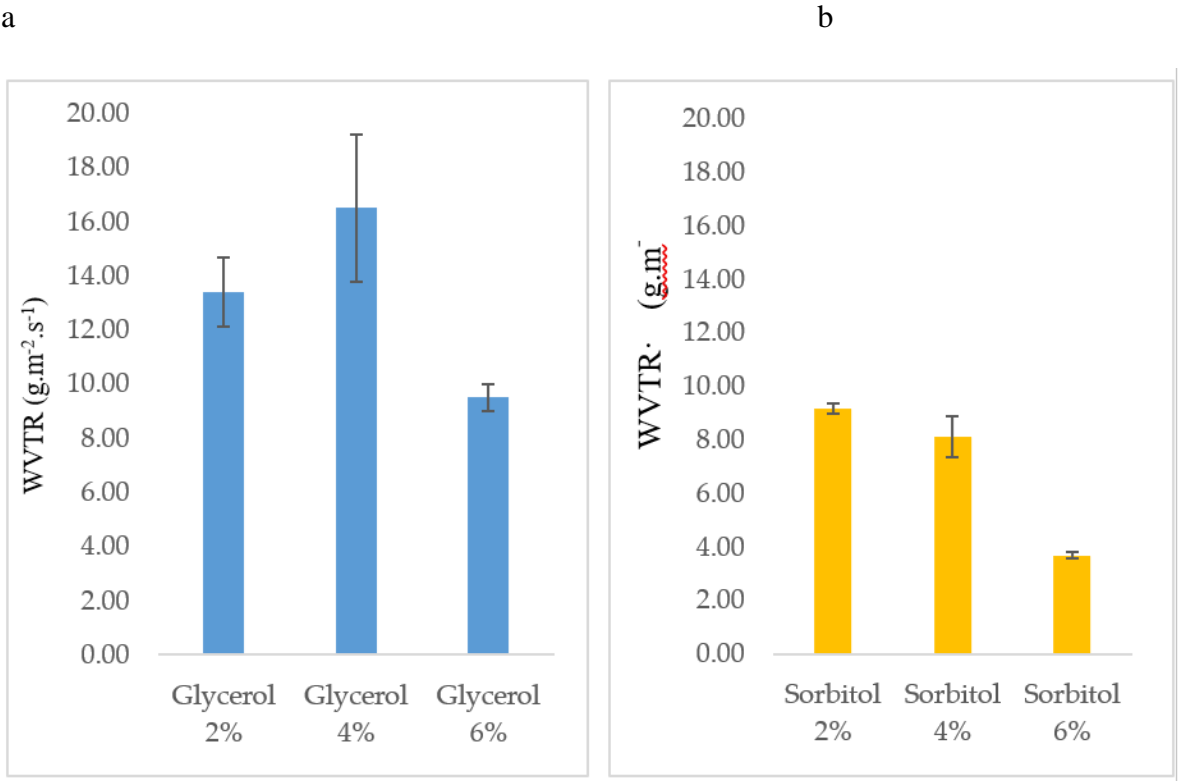 a
b
20.00
18.00
16.00
14.00
12.00
10.00
8.00
6.00
4.00
2.00
0.00
WVTR (g.m-2.s-1)
Glycerol 2%
Glycerol 4%
Glycerol 6%
20.00
18.00
16.00
14.00
12.00
10.00
8.00
6.00
4.00
2.00
0.00
WVTR· (g.m-
Sorbitol 2%
Sorbitol 4%
Sorbitol 6%